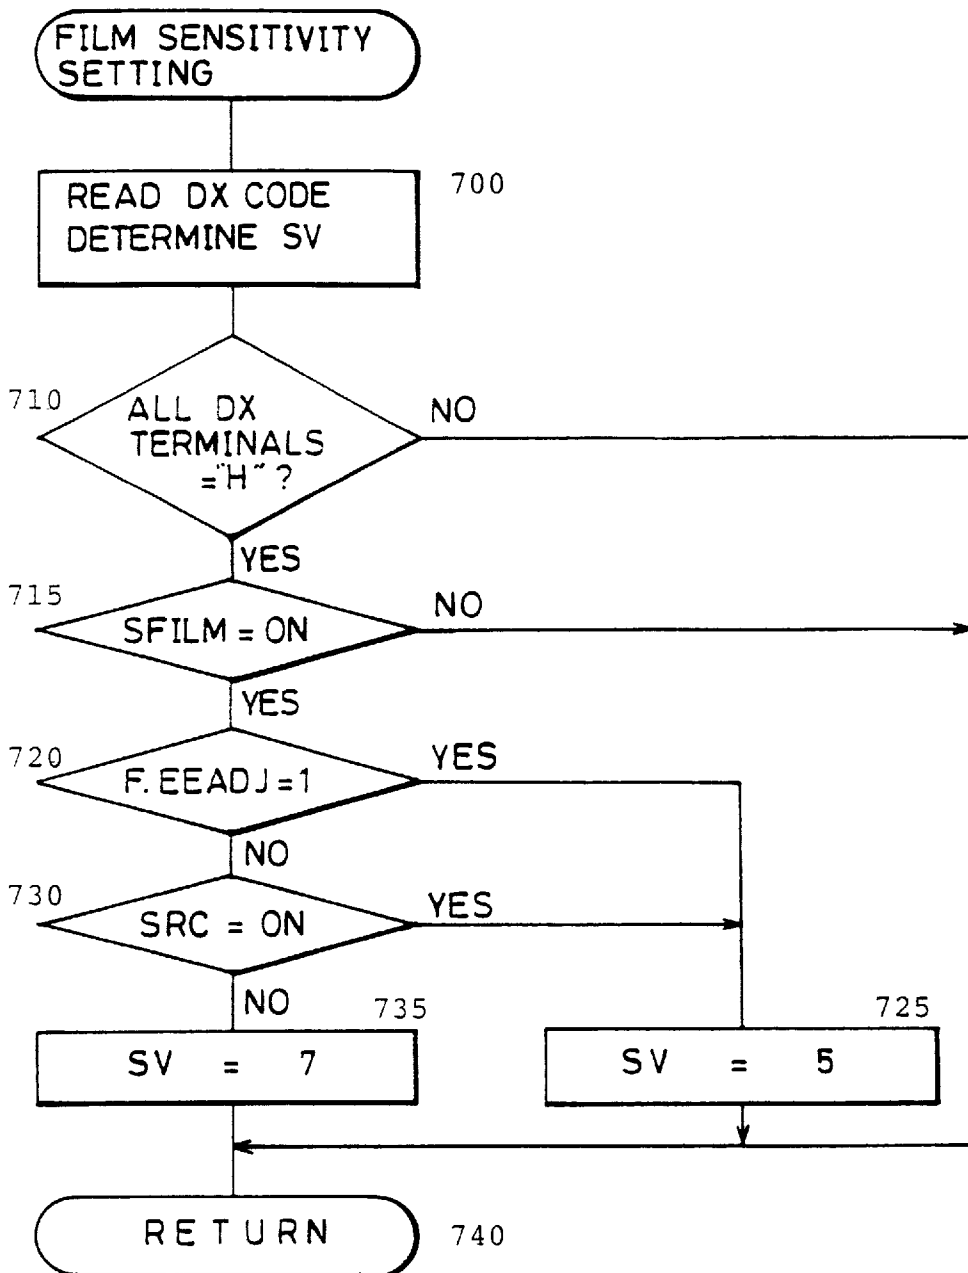 FILM SENSITIVITY
SETTING
700
READ DX CODE
DETERMINE SV
710
ALL DX
TERMINALS
="H"?
NO
YES
715
SFILM = ON
NO
YES
720
F.EEADJ=1
YES
NO
730
SRC = ON
YES
NO
735
SV = 7
725
SV = 5
RETURN
740